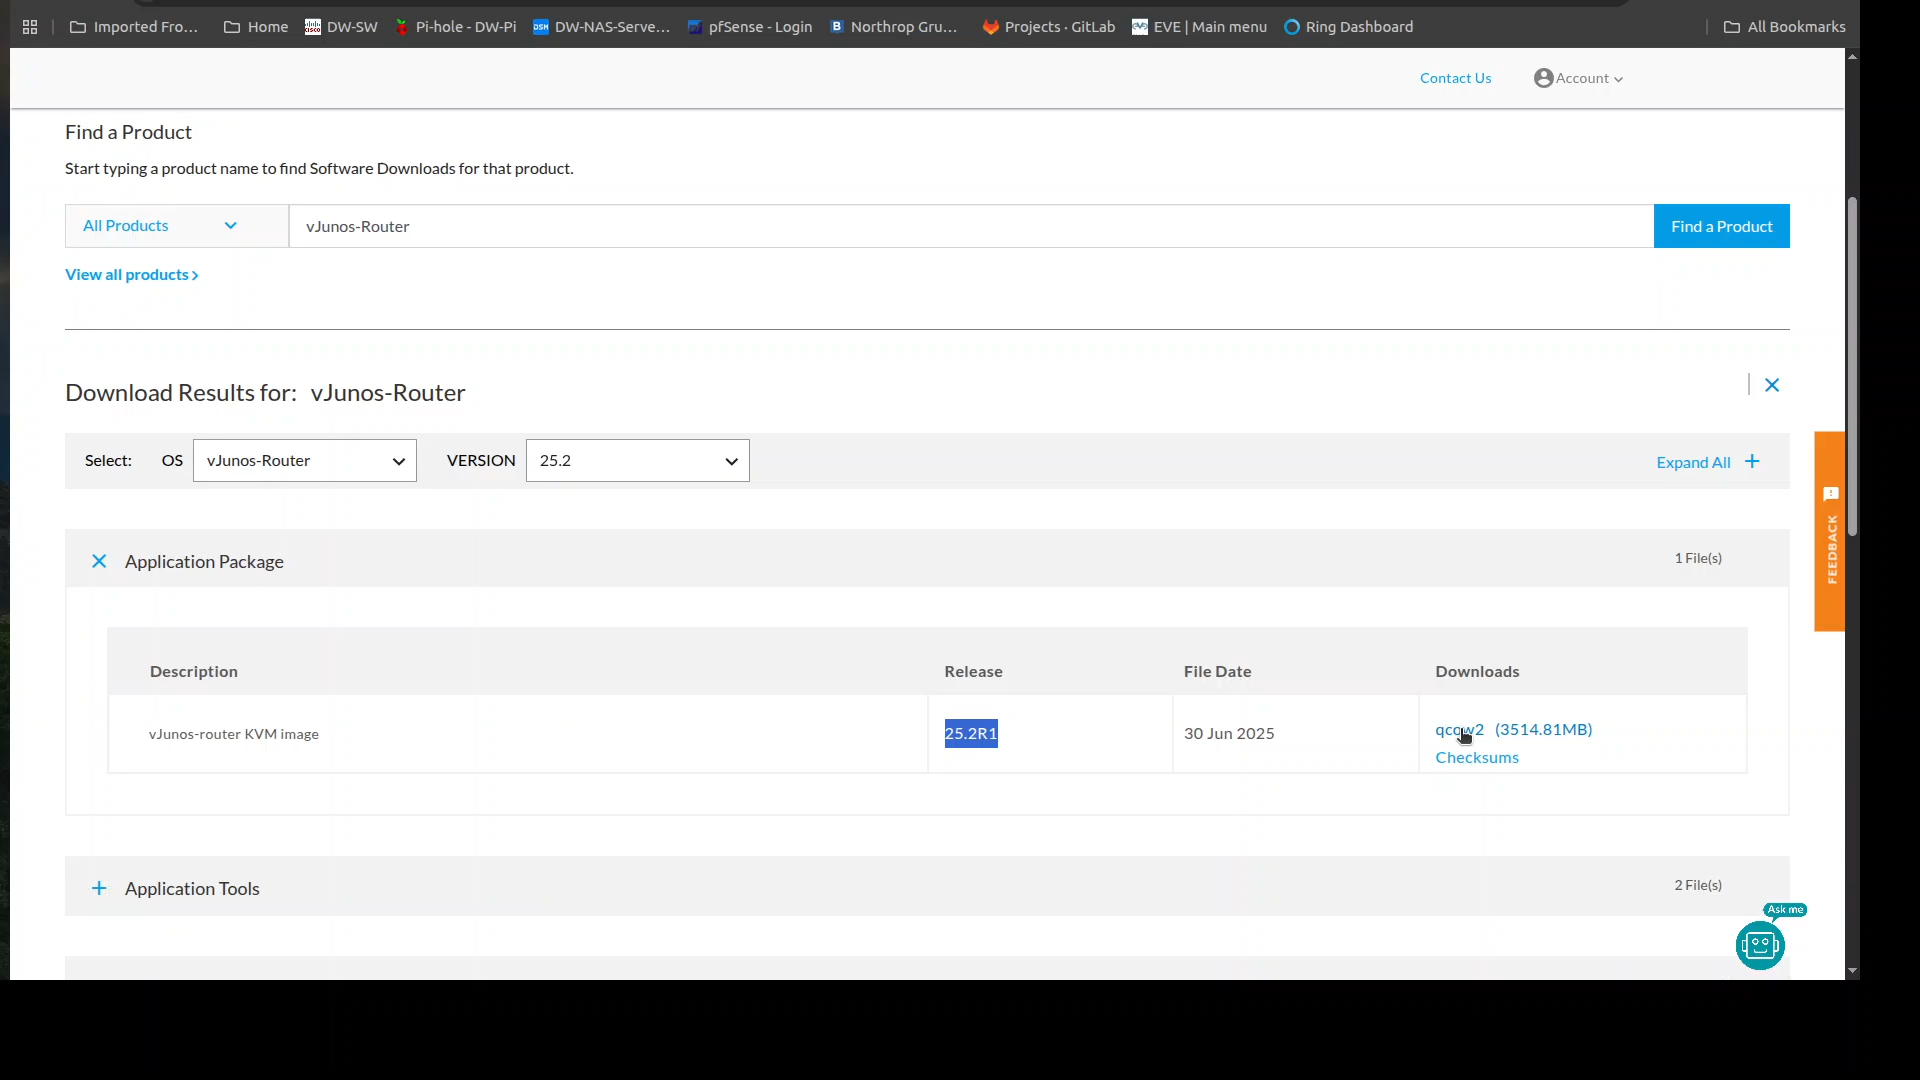 Imported Fro...
Home
DW-SW
Pi-hole - DW-Pi
DW-NAS-Serve...
pfSense - Login
Northrop Gru...
Projects · GitLab
EVE | Main menu
Ring Dashboard
All Bookmarks
Contact Us
Account
Find a Product
Start typing a product name to find Software Downloads for that product.
All Products
vJunos-Router
Find a Product
View all products
Download Results for: vJunos-Router
Select: OS vJunos-Router VERSION 25.2
Expand All +
FEEDBACK
Application Package
1 File(s)
Description Release File Date Downloads
vJunos-router KVM image 25.2R1 30 Jun 2025 qcow2 (3514.81MB)
Checksums
+ Application Tools
2 File(s)
Ask me